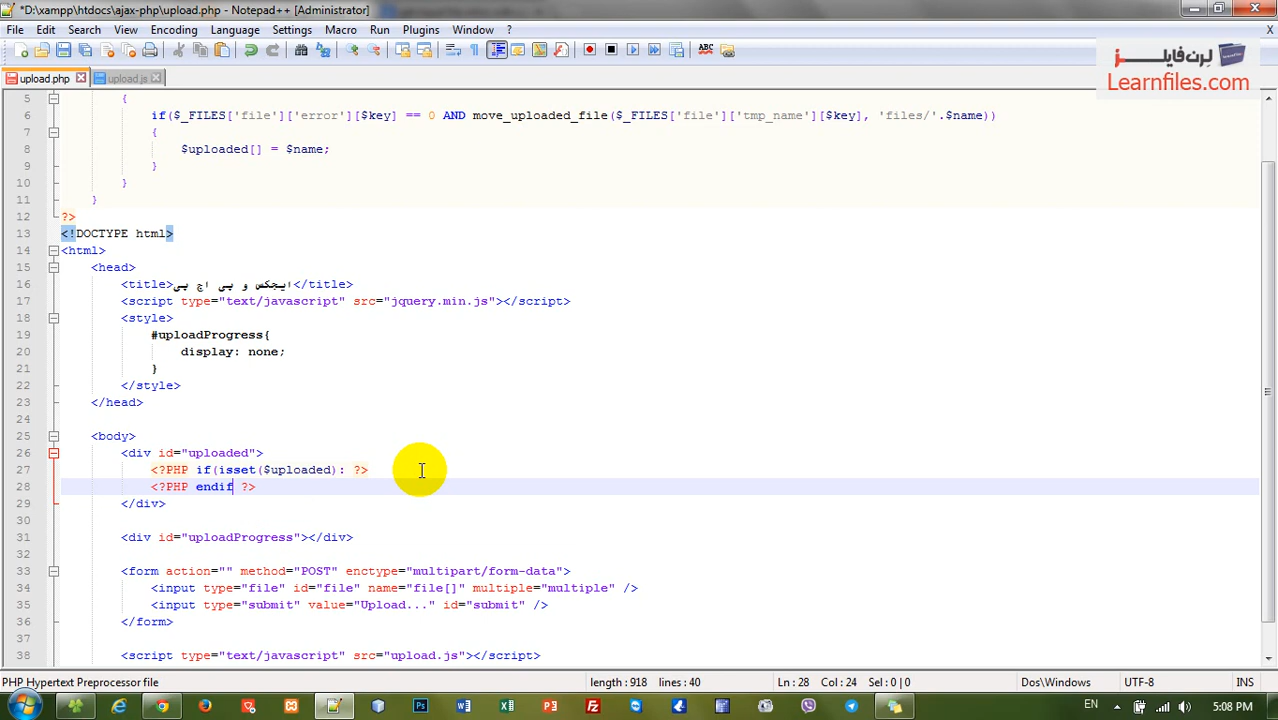 *D:\xampp\htdocs\ajax-php\upload.php - Notepad++ [Administrator]
File Edit Search View Encoding Language Settings Macro Run Plugins Window ? X
لرن فایلز
Learnfiles.com
upload.php upload.js
5 {
6 if($_FILES['file']['error'][$key] == 0 AND move_uploaded_file($_FILES['file']['tmp_name'][$key], 'files/'.$name))
7 {
8 $uploaded[] = $name;
9 }
10 }
11 }
12 ?>
13 <!DOCTYPE html>
14 <html>
15 <head>
16 <title>ایجکس و پی اچ پی</title>
17 <script type="text/javascript" src="jquery.min.js"></script>
18 <style>
19 #uploadProgress{
20 display: none;
21 }
22 </style>
23 </head>
24
25 <body>
26 <div id="uploaded">
27 <?PHP if(isset($uploaded): ?>
28 <?PHP endif ?>
29 </div>
30
31 <div id="uploadProgress"></div>
32
33 <form action="" method="POST" enctype="multipart/form-data">
34 <input type="file" id="file" name="file[]" multiple="multiple" />
35 <input type="submit" value="Upload..." id="submit" />
36 </form>
37
38 <script type="text/javascript" src="upload.js"></script>
PHP Hypertext Preprocessor file length : 918 lines : 40 Ln : 28 Col : 24 Sel : 0 | 0 Dos\Windows UTF-8 INS
EN 5:08 PM